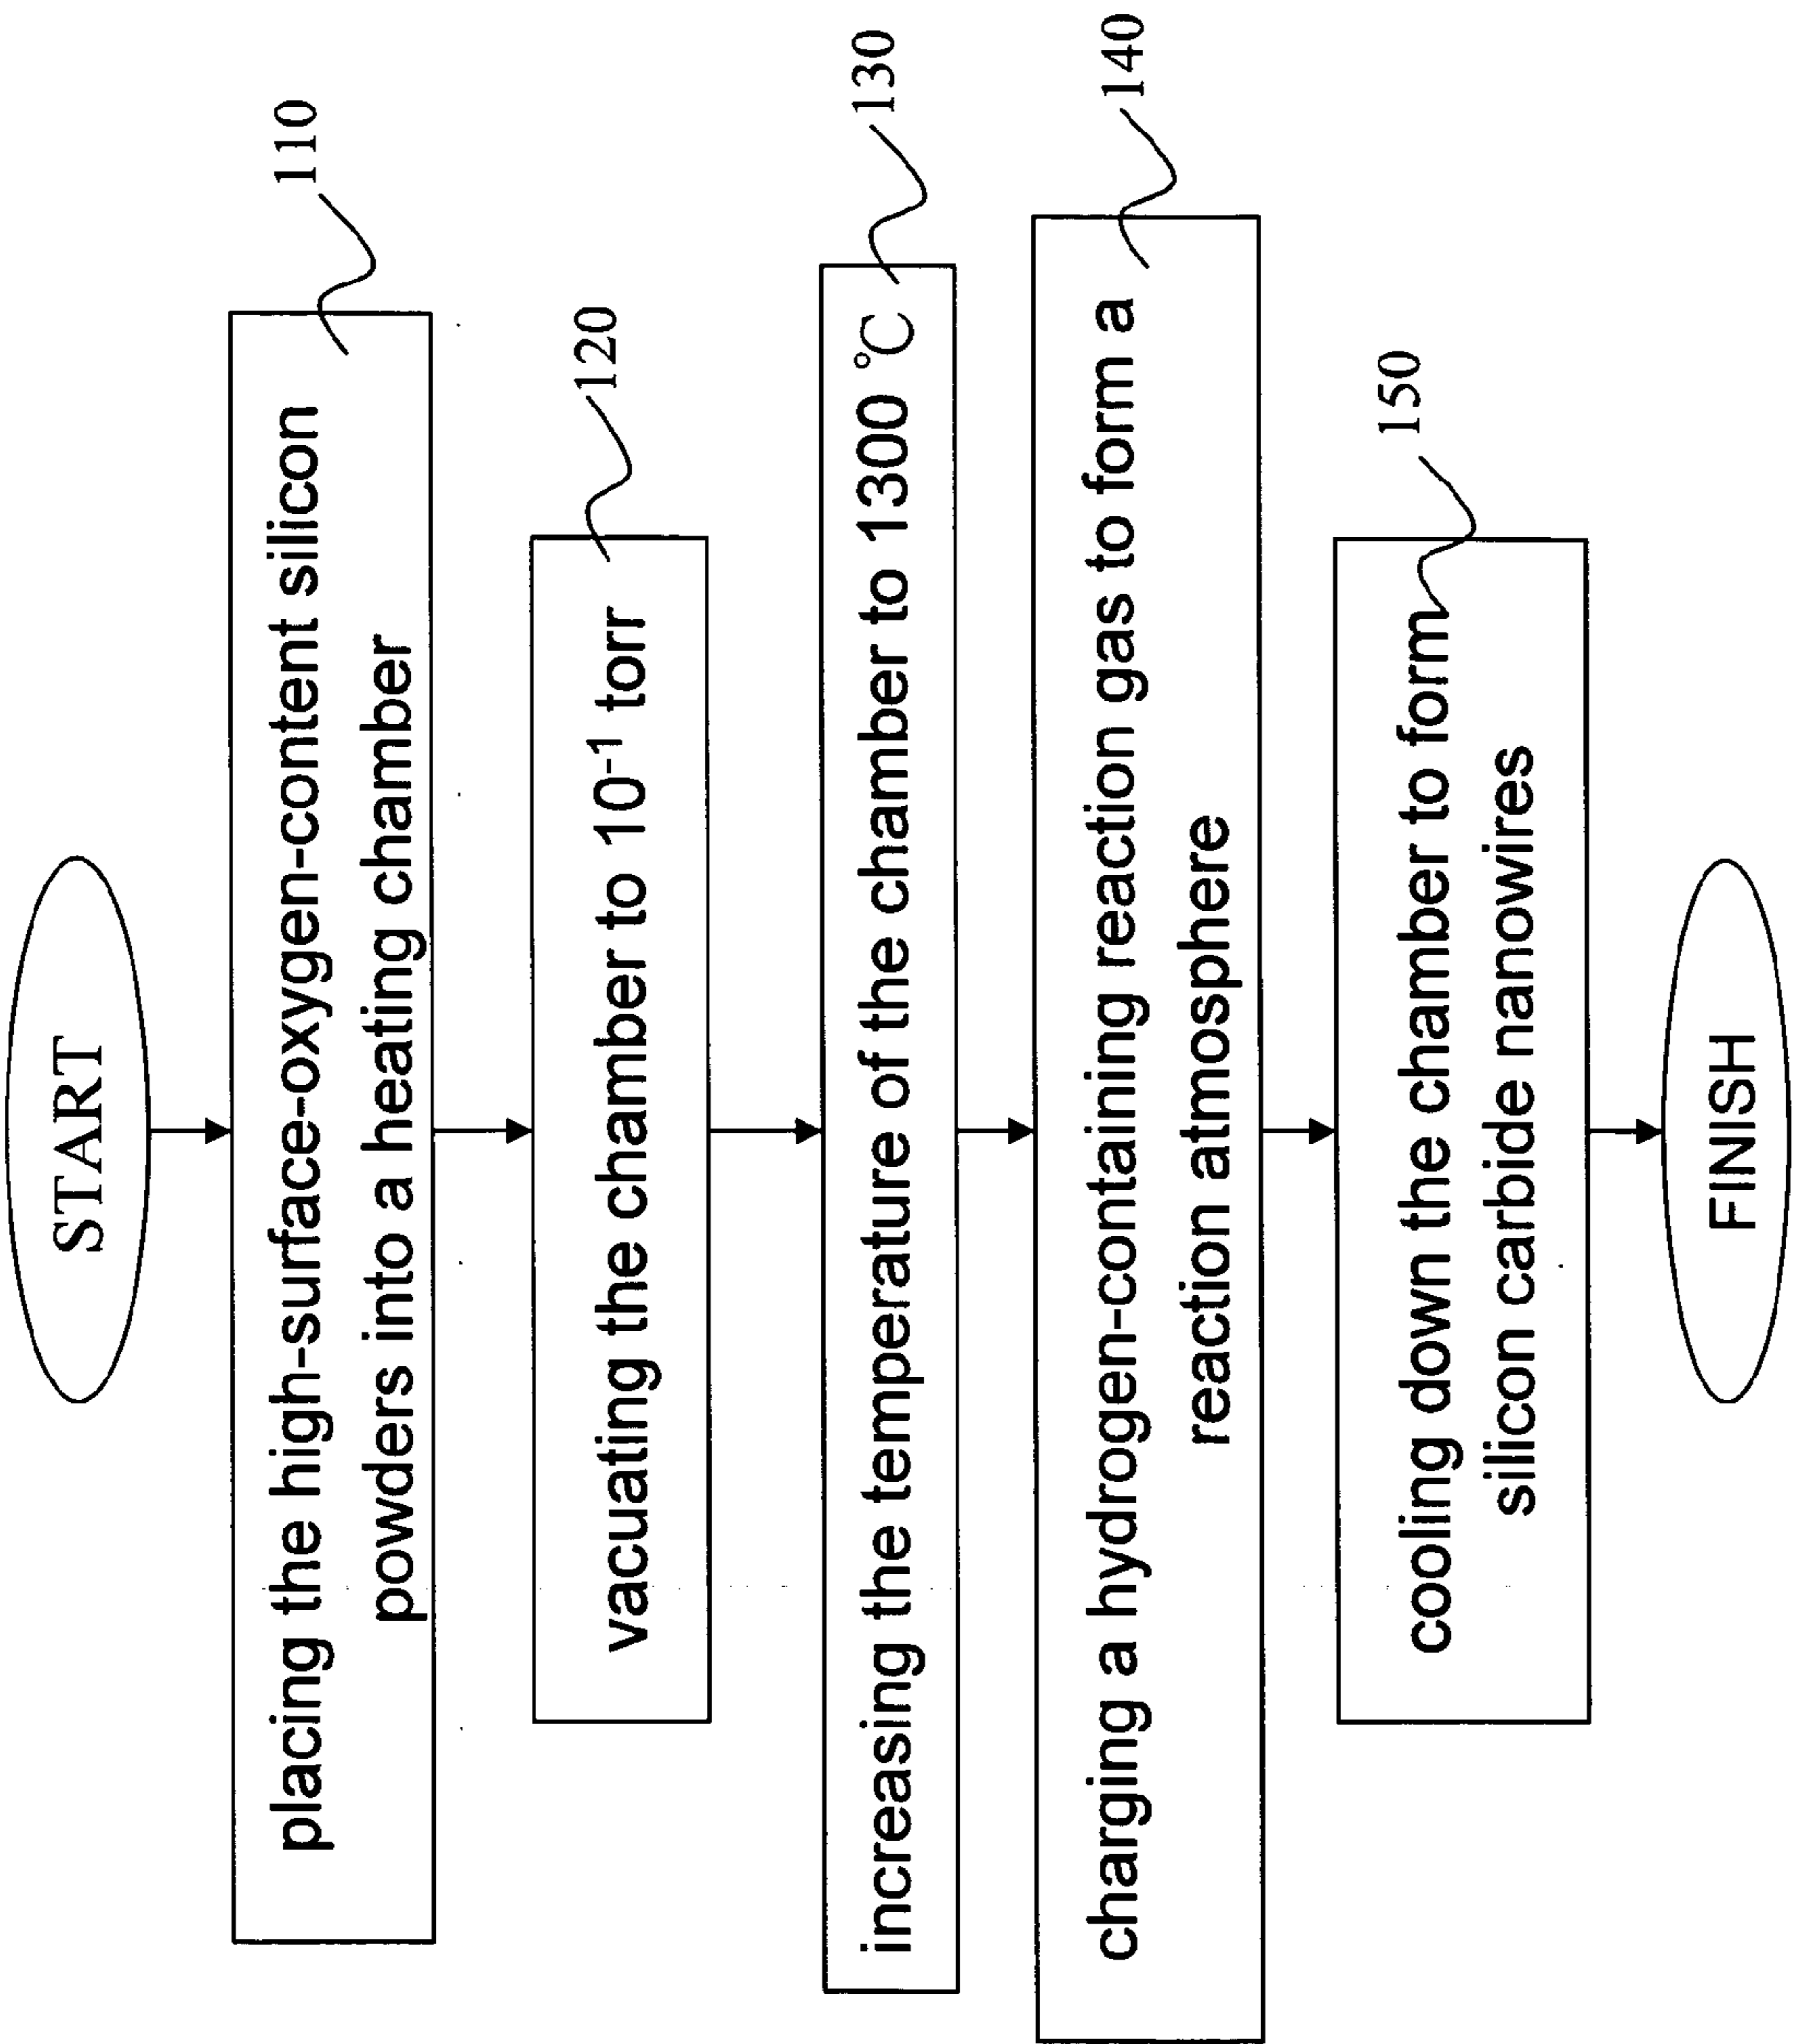 START
placing the high-surface-oxygen-content silicon
powders into a heating chamber
110
vacuating the chamber to 10⁻¹ torr
120
increasing the temperature of the chamber to 1300 ℃
130
charging a hydrogen-containing reaction gas to form a
reaction atmosphere
140
cooling down the chamber to form
silicon carbide nanowires
150
FINISH